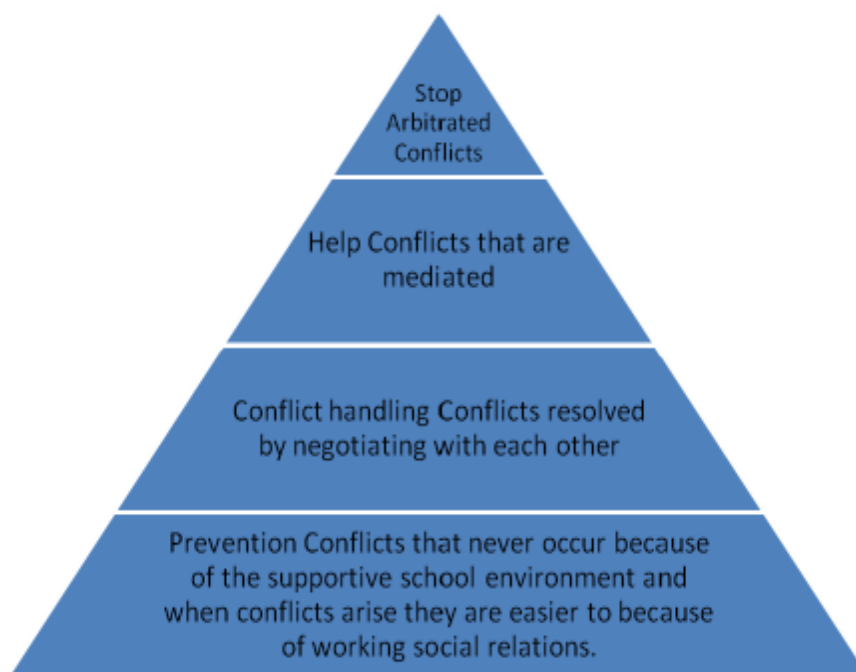 Stop
Arbitrated
Conflicts
Help Conflicts that are
mediated
Conflict handling Conflicts resolved
by negotiating with each other
Prevention Conflicts that never occur because
of the supportive school environment and
when conflicts arise they are easier to because
of working social relations.